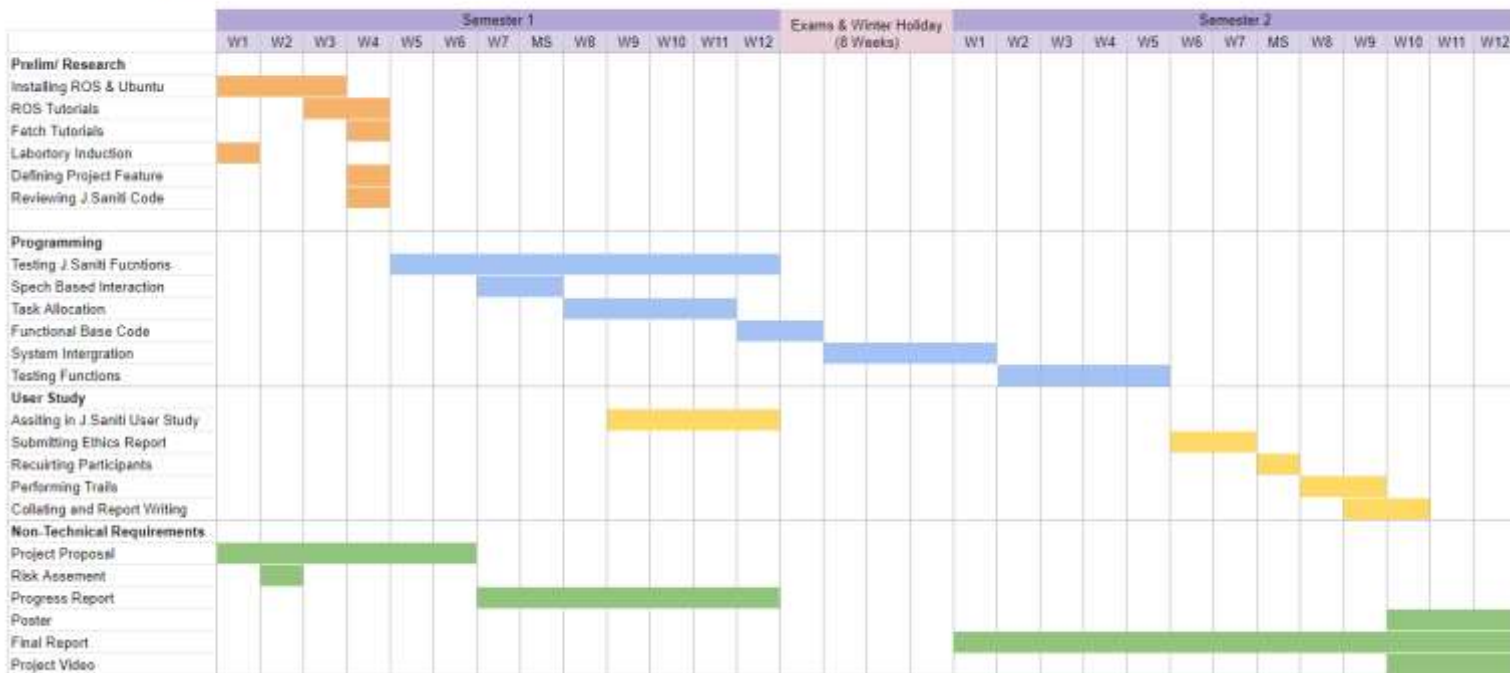 Semester 1 Exams & Winter Holiday Semester 2
W1 W2 W3 W4 W5 W6 W7 MS W8 W9 W10 W11 W12 (8 Weeks) W1 W2 W3 W4 W5 W6 W7 MS W8 W9 W10 W11 W12
Prelim/ Research
Installing ROS & Ubuntu
ROS Tutorials
Fetch Tutorials
Labortory Induction
Defining Project Feature
Reviewing J.Saniti Code
Programming
Testing J.Saniti Fucntions
Spech Based Interaction
Task Allocation
Functional Base Code
System Intergration
Testing Functions
User Study
Assiting in J.Saniti User Study
Submitting Ethics Report
Recuirting Participants
Performing Trails
Collating and Report Writing
Non-Technical Requirements
Project Proposal
Risk Assement
Progress Report
Poster
Final Report
Project Video